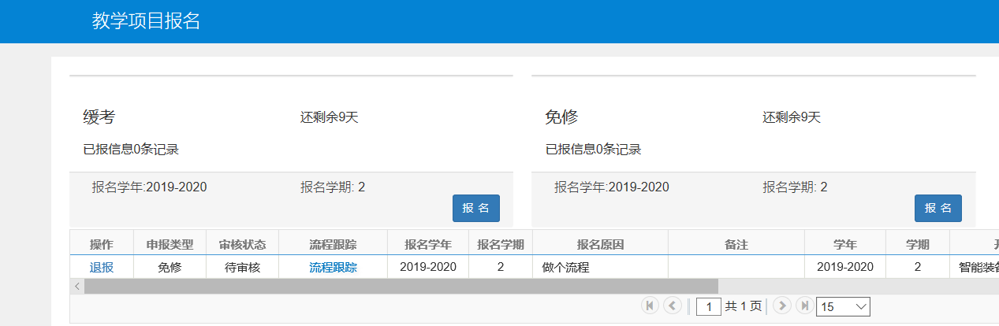 教学项目报名
缓考 还剩余9天 免修 还剩余9天
已报信息0条记录 已报信息0条记录
报名学年:2019-2020 报名学期: 2 报名学年:2019-2020 报名学期: 2
报 名 报 名
操作 申报类型 审核状态 流程跟踪 报名学年 报名学期 报名原因 备注 学年 学期
退报 免修 待审核 流程跟踪 2019-2020 2 做个流程 2019-2020 2 智能装备
1 共 1 页 15